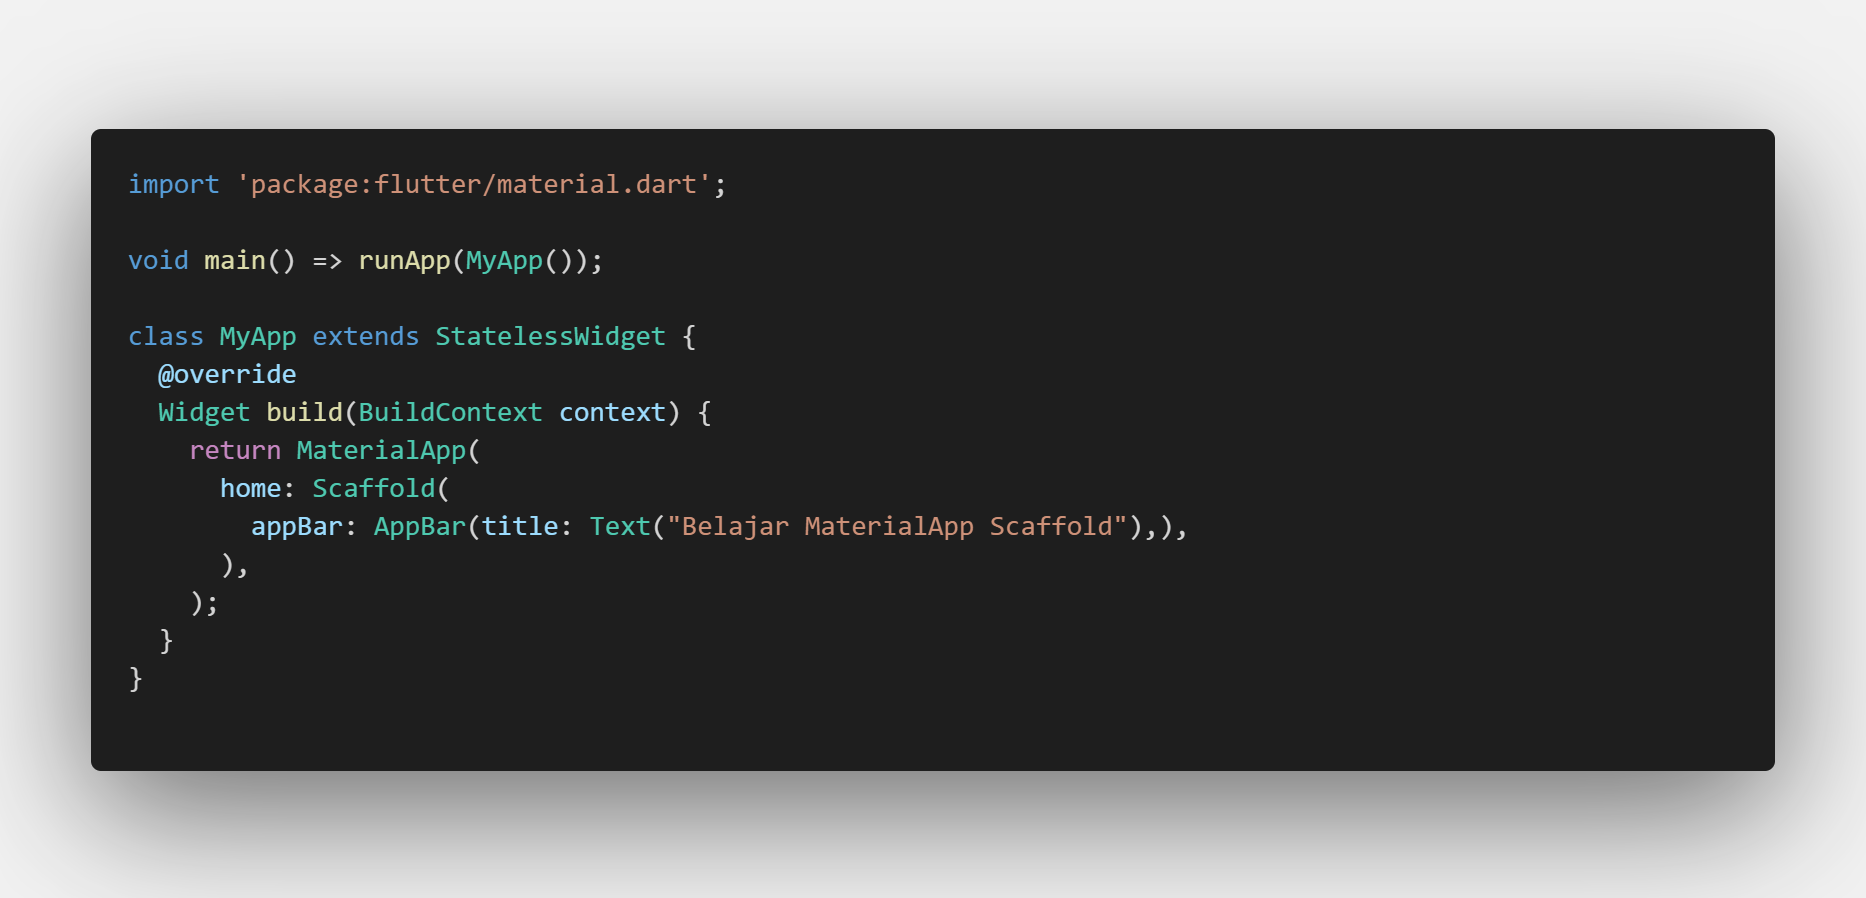 import 'package:flutter/material.dart';
void main() => runApp(MyApp());
class MyApp extends StatelessWidget {
  @override
  Widget build(BuildContext context) {
    return MaterialApp(
      home: Scaffold(
        appBar: AppBar(title: Text("Belajar MaterialApp Scaffold"),),
      ),
    );
  }
}